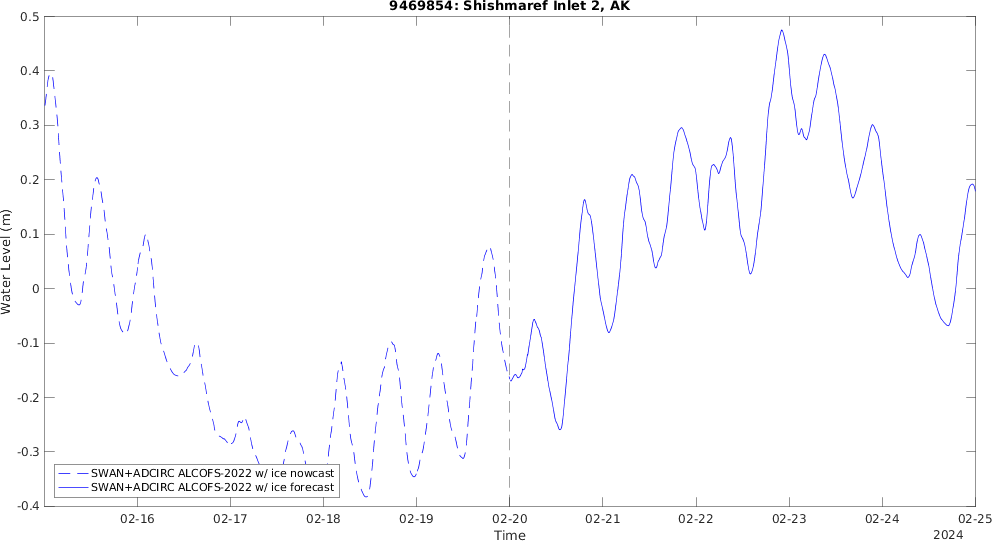 9469854: Shishmaref Inlet 2, AK
0.5
0.4
0.3
0.2
0.1
0
-0.1
-0.2
-0.3
-0.4
Water Level (m)
SWAN+ADCIRC ALCOFS-2022 w/ ice nowcast
SWAN+ADCIRC ALCOFS-2022 w/ ice forecast
02-16 02-17 02-18 02-19 02-20 02-21 02-22 02-23 02-24 02-25
Time
2024